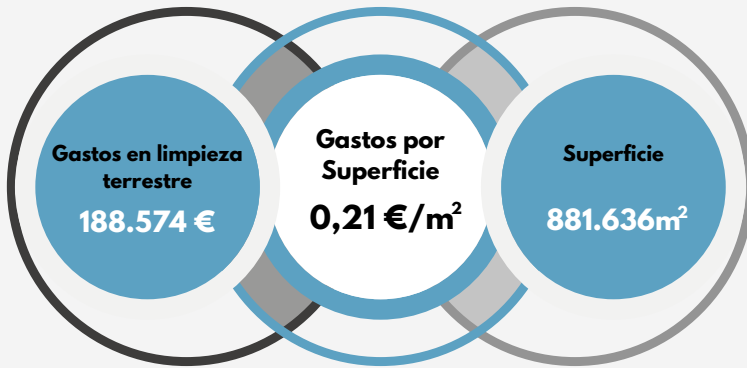 Gastos en limpieza
terrestre
188.574 €
Gastos por
Superficie
0,21 €/m²
Superficie
881.636m²